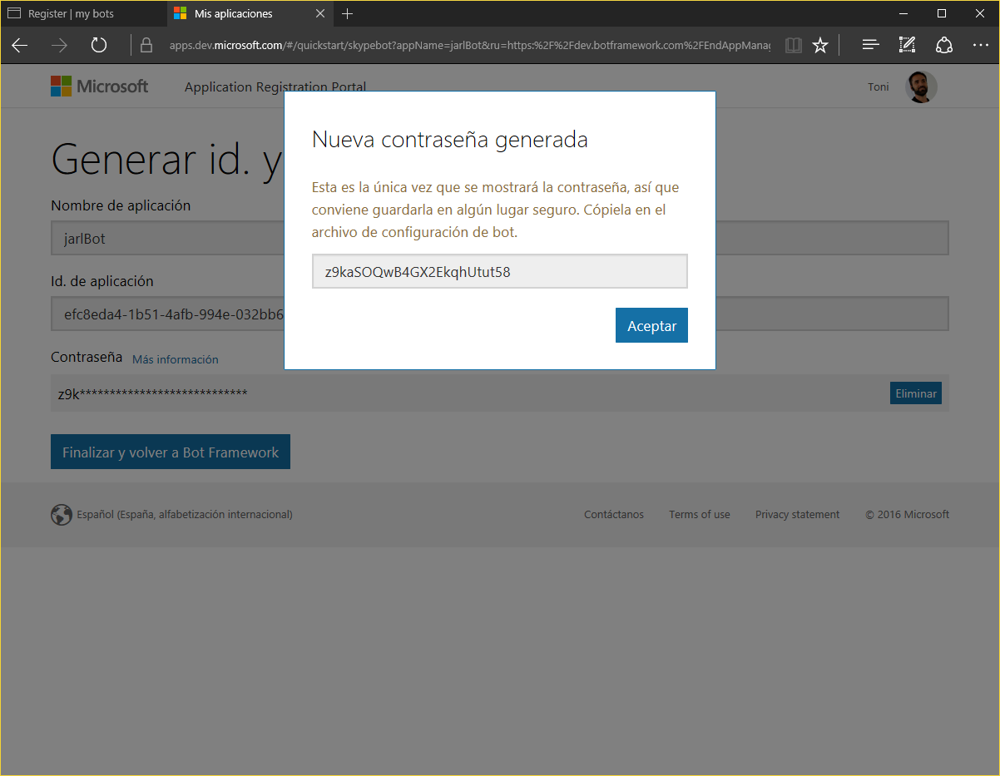 Register | my bots
Mis aplicaciones
apps.dev.microsoft.com/#/quickstart/skypebot?appName=jarlBot&ru=https:%2F%2Fdev.botframework.com%2FEndAppManag
Microsoft
Application Registration Portal
Toni
Generar id. y
Nombre de aplicación
jarlBot
Id. de aplicación
efc8eda4-1b51-4afb-994e-032bb6
Contraseña Más información
z9k****************************
Eliminar
Finalizar y volver a Bot Framework
Nueva contraseña generada
Esta es la única vez que se mostrará la contraseña, así que
conviene guardarla en algún lugar seguro. Cópiela en el
archivo de configuración de bot.
z9kaSOQwB4GX2EkqhUtut58
Aceptar
Español (España, alfabetización internacional)
Contáctanos
Terms of use
Privacy statement
© 2016 Microsoft